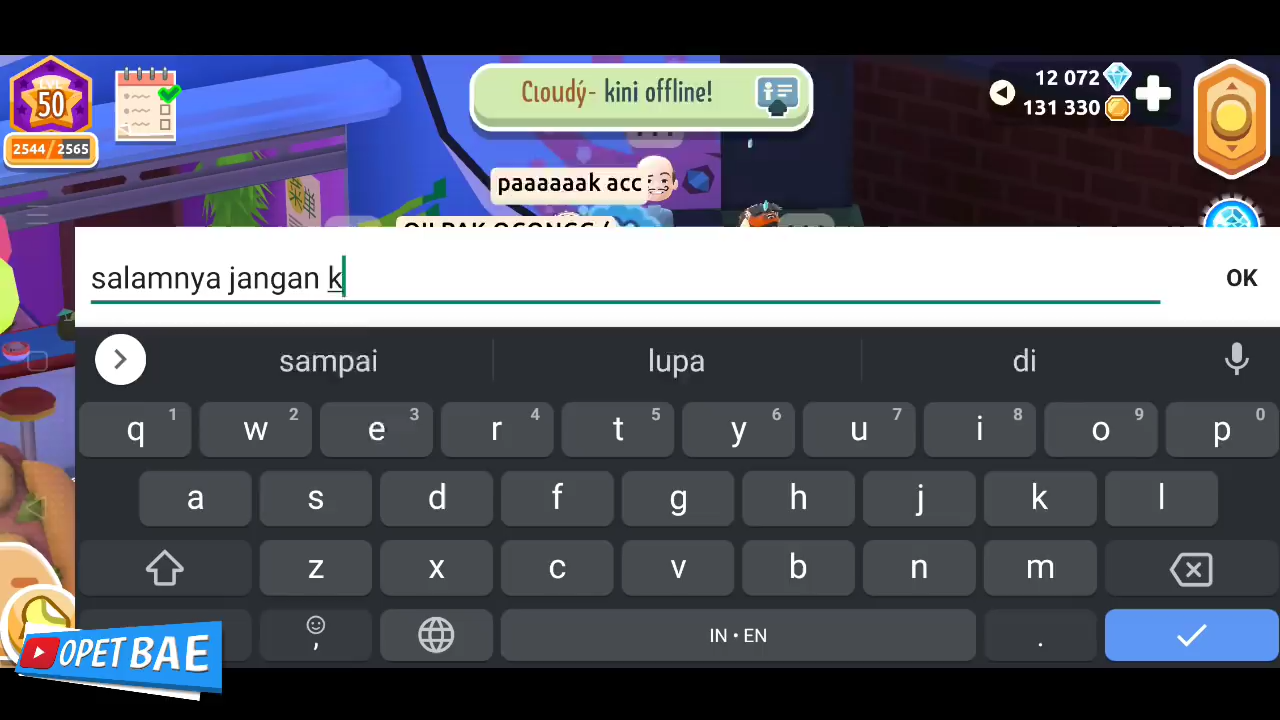 50
2544 / 2565
Cloudý- kini offline!
12 072
131 330
paaaaaak acc
salamnya jangan k
OK
sampai lupa di
q 1 w 2 e 3 r 4 t 5 y 6 u 7 i 8 o 9 p 0
a s d f g h j k l
z x c v b n m
, IN • EN .
OPET BAE